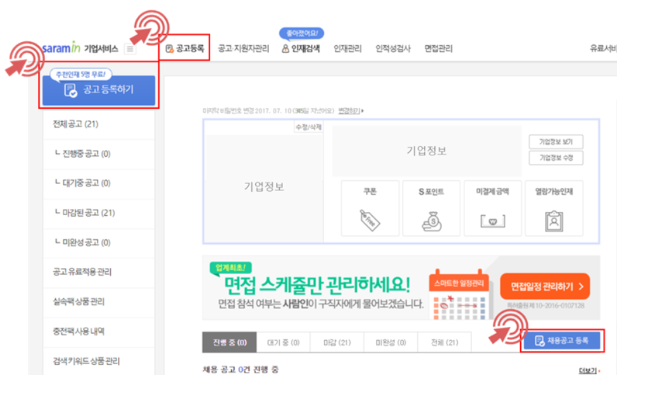 좋아졌어요!
saramin 기업서비스
공고등록 공고·지원자관리 인재검색 인재관리 인적성검사 면접관리
유료서비
추천인재 5명 무료!
공고 등록하기
전체공고 (21)
ㄴ 진행중공고 (0)
ㄴ 대기중공고 (0)
ㄴ 마감된공고 (21)
ㄴ 미완성공고 (0)
공고유료적용관리
실속팩상품관리
충전팩사용내역
검색키워드상품관리
변경하기
수정/삭제
기업정보
기업정보
기업정보 보기
기업정보 수정
쿠폰 S포인트 미결제 금액 열람가능인재
업계최초!
면접 스케줄만 관리하세요!
면접 참석 여부는 사람인이 구직자에게 물어보겠습니다.
스마트한 일정관리
면접일정 관리하기 >
진행 중 (0) 대기 중 (0) 마감 (21) 미완성 (0) 전체 (21)
채용공고 등록
채용 공고 0건 진행 중
더보기